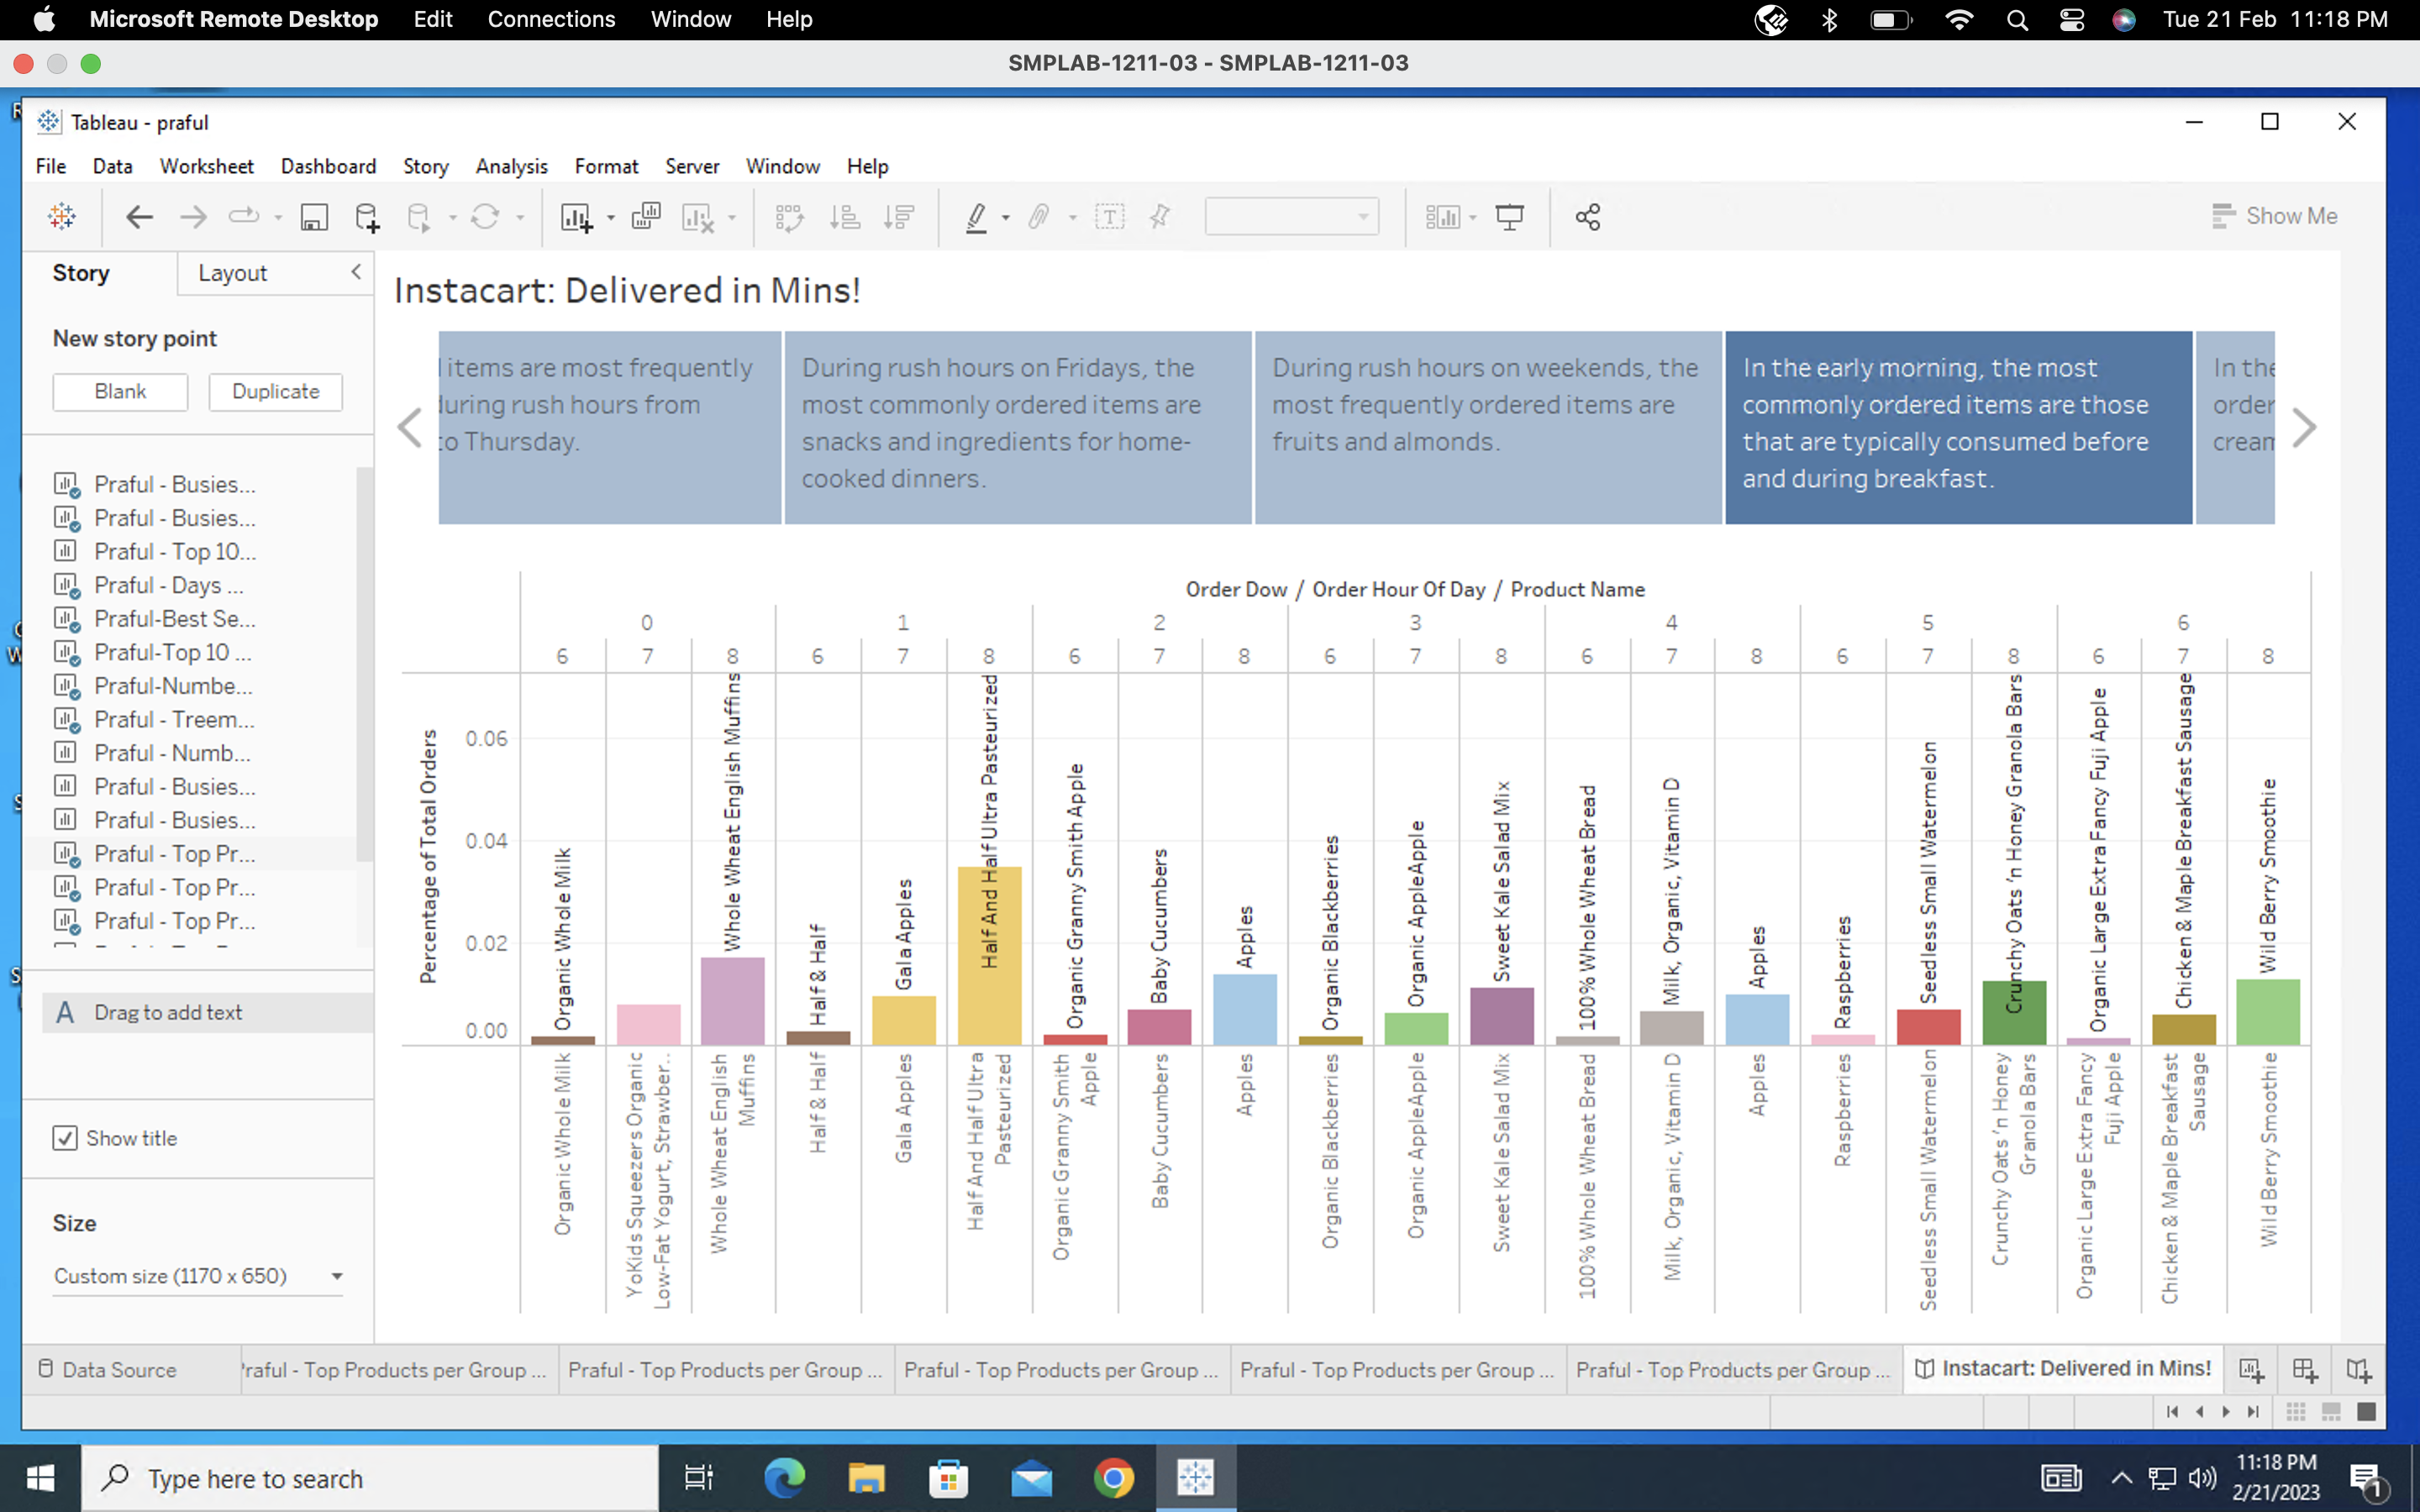 Microsoft Remote Desktop Edit Connections Window Help Tue 21 Feb 11:18 PM
SMPLAB-1211-03 - SMPLAB-1211-03
Tableau - praful
File Data Worksheet Dashboard Story Analysis Format Server Window Help
Show Me
Story Layout
New story point
Blank Duplicate
Praful - Busies...
Praful - Busies...
Praful - Top 10...
Praful - Days ...
Praful-Best Se...
Praful-Top 10 ...
Praful-Numbe...
Praful - Treem...
Praful - Numb...
Praful - Busies...
Praful - Busies...
Praful - Top Pr...
Praful - Top Pr...
Praful - Top Pr...
A Drag to add text
Show title
Size
Custom size (1170 x 650)
Instacart: Delivered in Mins!
items are most frequently
during rush hours from
to Thursday.
During rush hours on Fridays, the
most commonly ordered items are
snacks and ingredients for home-
cooked dinners.
During rush hours on weekends, the
most frequently ordered items are
fruits and almonds.
In the early morning, the most
commonly ordered items are those
that are typically consumed before
and during breakfast.
In the
order
cream
Order Dow / Order Hour Of Day / Product Name
0 1 2 3 4 5 6
6 7 8 6 7 8 6 7 8 6 7 8 6 7 8 6 7 8 6 7 8
Percentage of Total Orders
0.06
0.04
0.02
0.00
Organic Whole Milk
Whole Wheat English Muffins
Half & Half
Gala Apples
Half And Half Ultra Pasteurized
Organic Granny Smith Apple
Baby Cucumbers
Apples
Organic Blackberries
Organic AppleApple
Sweet Kale Salad Mix
100% Whole Wheat Bread
Milk, Organic, Vitamin D
Apples
Raspberries
Seedless Small Watermelon
Crunchy Oats 'n Honey Granola Bars
Organic Large Extra Fancy Fuji Apple
Chicken & Maple Breakfast Sausage
Wild Berry Smoothie
Organic Whole Milk
YoKids Squeezers Organic
Low-Fat Yogurt, Strawber..
Whole Wheat English
Muffins
Half & Half
Gala Apples
Half And Half Ultra
Pasteurized
Organic Granny Smith
Apple
Baby Cucumbers
Apples
Organic Blackberries
Organic AppleApple
Sweet Kale Salad Mix
100% Whole Wheat Bread
Milk, Organic, Vitamin D
Apples
Raspberries
Seedless Small Watermelon
Crunchy Oats 'n Honey
Granola Bars
Organic Large Extra Fancy
Fuji Apple
Chicken & Maple Breakfast
Sausage
Wild Berry Smoothie
Data Source raful - Top Products per Group ... Praful - Top Products per Group ... Praful - Top Products per Group ... Praful - Top Products per Group ... Praful - Top Products per Group ... Instacart: Delivered in Mins!
Type here to search
11:18 PM
2/21/2023
1